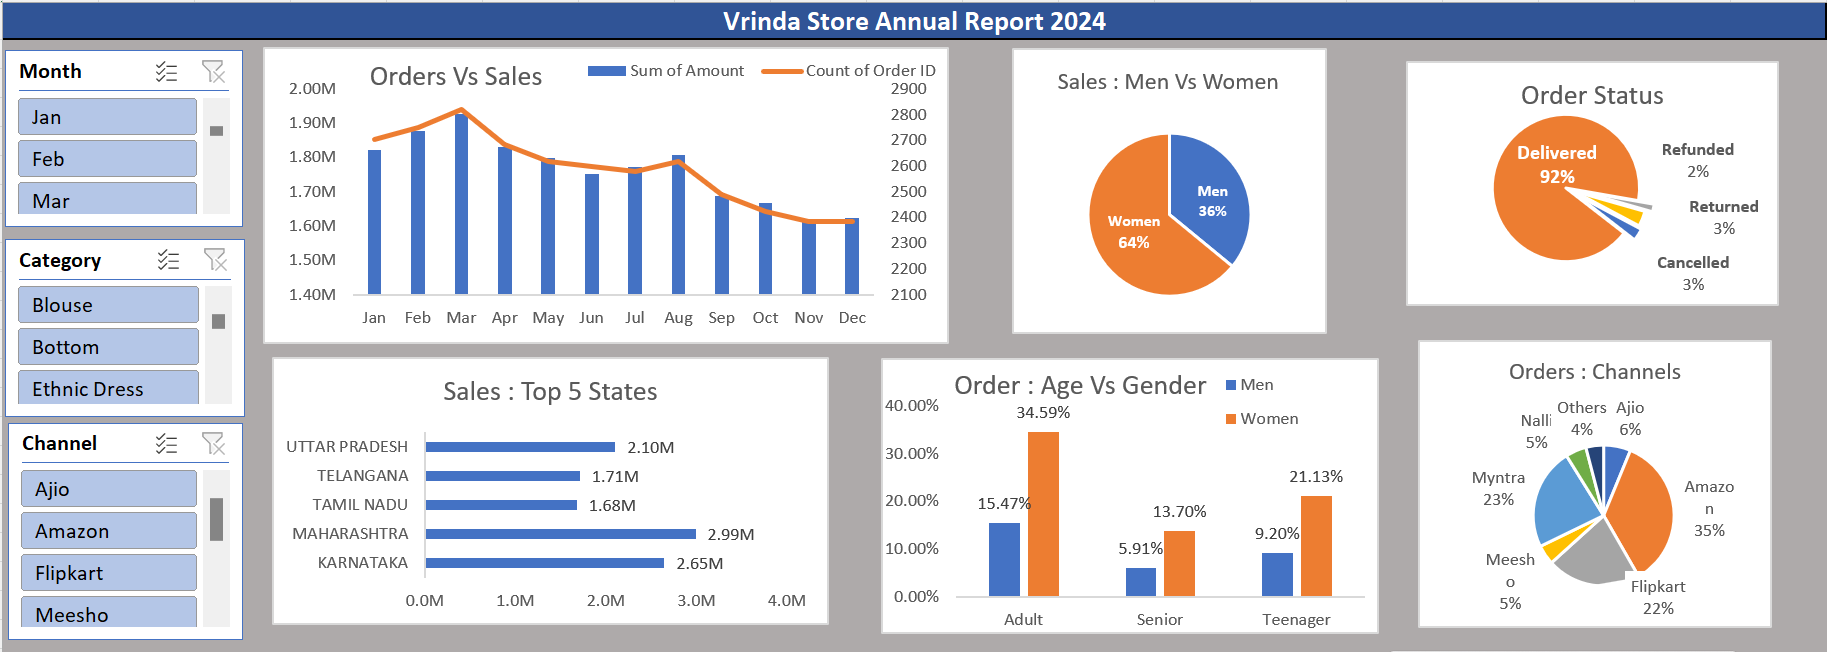 Vrinda Store Annual Report 2024
Month
Jan
Feb
Mar
Category
Blouse
Bottom
Ethnic Dress
Channel
Ajio
Amazon
Flipkart
Meesho
Orders Vs Sales
Sum of Amount
Count of Order ID
2.00M
1.90M
1.80M
1.70M
1.60M
1.50M
1.40M
2900
2800
2700
2600
2500
2400
2300
2200
2100
Jan Feb Mar Apr May Jun Jul Aug Sep Oct Nov Dec
Sales : Men Vs Women
Men
36%
Women
64%
Order Status
Delivered
92%
Refunded
2%
Returned
3%
Cancelled
3%
Sales : Top 5 States
UTTAR PRADESH 2.10M
TELANGANA 1.71M
TAMIL NADU 1.68M
MAHARASHTRA 2.99M
KARNATAKA 2.65M
0.0M 1.0M 2.0M 3.0M 4.0M
Order : Age Vs Gender
Men
Women
40.00%
30.00%
20.00%
10.00%
0.00%
15.47%
34.59%
5.91%
13.70%
9.20%
21.13%
Adult Senior Teenager
Orders : Channels
Others
4%
Ajio
6%
Nalli
5%
Myntra
23%
Amazo
n
35%
Meesh
o
5%
Flipkart
22%